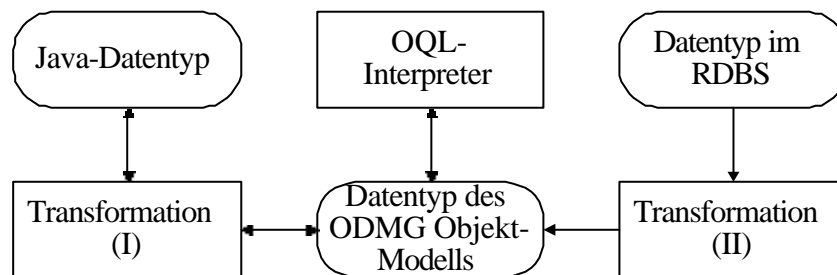 Java-Datentyp
OQL-
Interpreter
Datentyp im
RDBS
Transformation
(I)
Datentyp des
ODMG Objekt-
Modells
Transformation
(II)